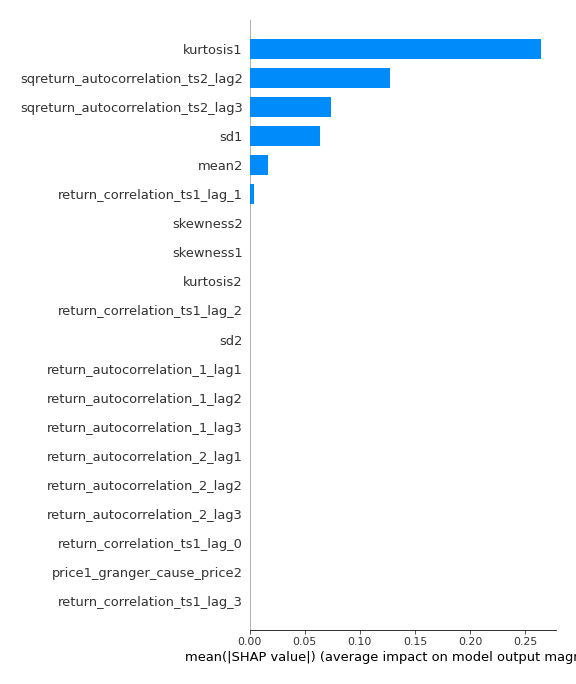 kurtosis1
sqreturn_autocorrelation_ts2_lag2
sqreturn_autocorrelation_ts2_lag3
sd1
mean2
return_correlation_ts1_lag_1
skewness2
skewness1
kurtosis2
return_correlation_ts1_lag_2
sd2
return_autocorrelation_1_lag1
return_autocorrelation_1_lag2
return_autocorrelation_1_lag3
return_autocorrelation_2_lag1
return_autocorrelation_2_lag2
return_autocorrelation_2_lag3
return_correlation_ts1_lag_0
price1_granger_cause_price2
return_correlation_ts1_lag_3
0.00 0.05 0.10 0.15 0.20 0.25
mean(|SHAP value|) (average impact on model output magn